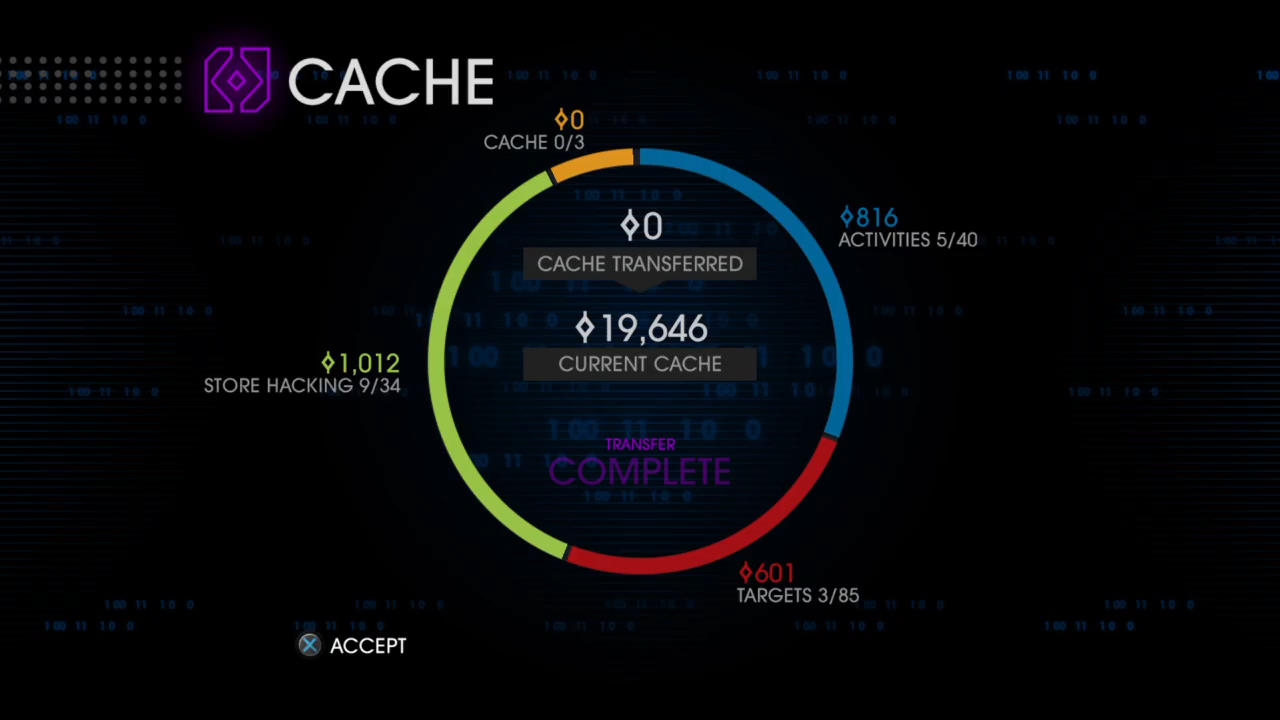 CACHE
0
CACHE 0/3
816
ACTIVITIES 5/40
0
CACHE TRANSFERRED
19,646
CURRENT CACHE
1,012
STORE HACKING 9/34
TRANSFER
COMPLETE
601
TARGETS 3/85
ACCEPT